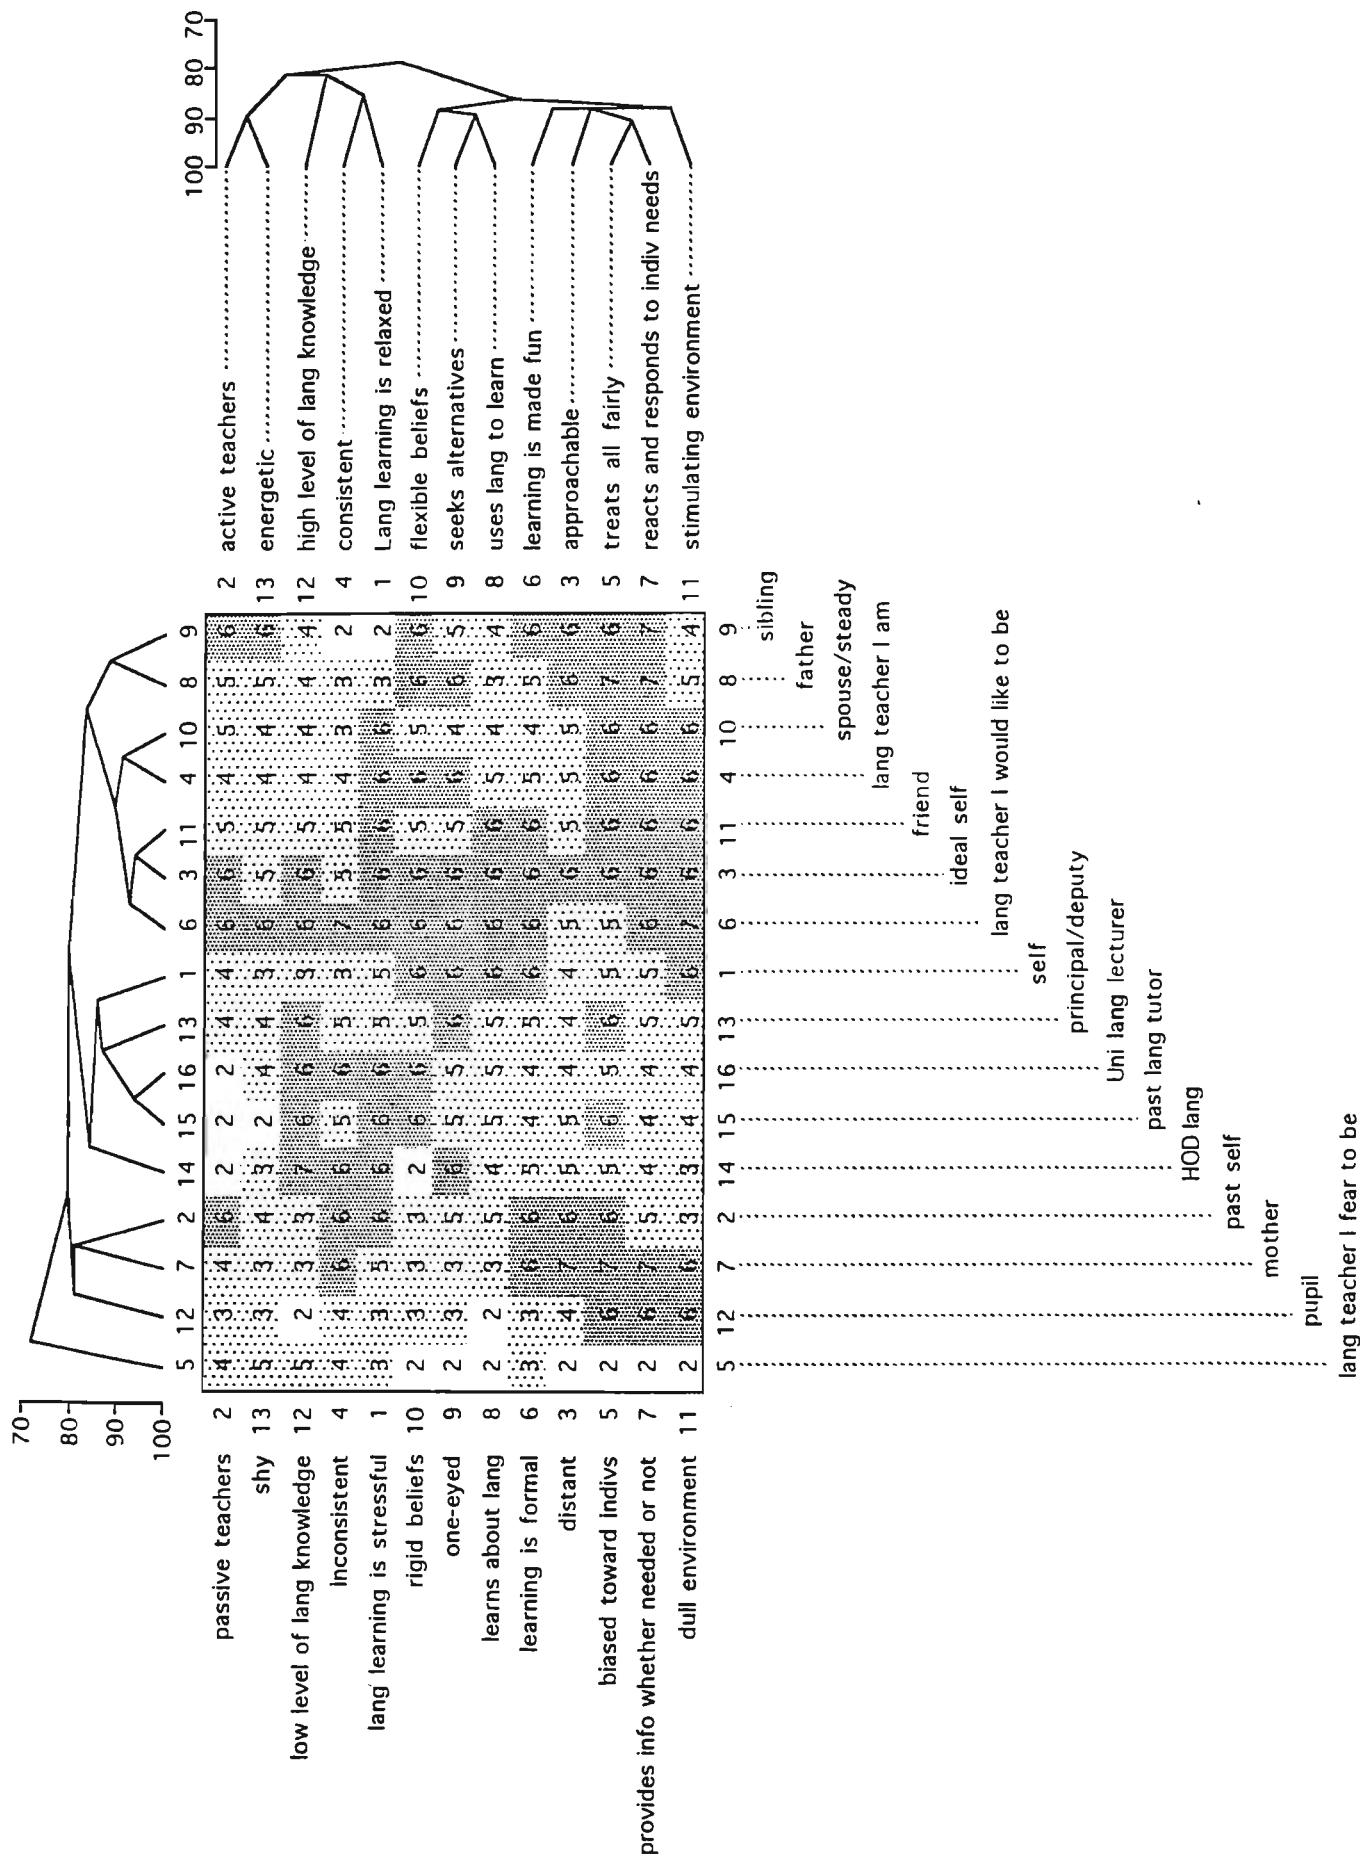 70
80
90
100
5 12 7 2 14 15 16 13 1 6 3 11 4 10 8 9
100 90 80 70
passive teachers 2 4 3 4 6 2 2 2 4 4 6 6 5 4 5 5 6 2 active teachers
shy 13 5 3 3 4 3 2 4 4 3 6 5 5 4 4 5 6 13 energetic
low level of lang knowledge 12 5 2 3 3 7 6 6 6 3 6 6 5 4 4 4 4 12 high level of lang knowledge
inconsistent 4 4 4 6 6 6 5 6 5 3 7 5 5 4 3 3 2 4 consistent
lang learning is stressful 1 3 3 5 6 6 6 6 5 5 6 6 6 6 6 3 2 1 Lang learning is relaxed
rigid beliefs 10 2 3 3 3 2 6 6 5 6 6 6 5 6 5 6 6 10 flexible beliefs
one-eyed 9 2 3 3 5 6 5 5 6 6 6 6 5 6 4 6 5 9 seeks alternatives
learns about lang 8 2 2 3 5 4 5 5 5 6 6 6 6 5 4 3 4 8 uses lang to learn
learning is formal 6 3 3 6 6 5 4 4 5 6 6 6 6 5 4 5 6 6 learning is made fun
distant 3 2 4 7 6 5 5 4 4 4 5 6 5 5 5 6 6 3 approachable
biased toward indivs 5 2 6 7 6 5 6 5 6 5 5 6 6 6 6 7 6 5 treats all fairly
provides info whether needed or not 7 2 6 7 5 4 4 4 5 5 6 6 6 6 6 7 7 7 reacts and responds to indiv needs
dull environment 11 2 6 6 3 3 4 4 5 6 7 6 6 6 6 5 4 11 stimulating environment
5 12 7 2 14 15 16 13 1 6 3 11 4 10 8 9
sibling
father
spouse/steady
lang teacher I am
friend
ideal self
lang teacher I would like to be
self
principal/deputy
Uni lang lecturer
past lang tutor
HOD lang
past self
mother
pupil
lang teacher I fear to be